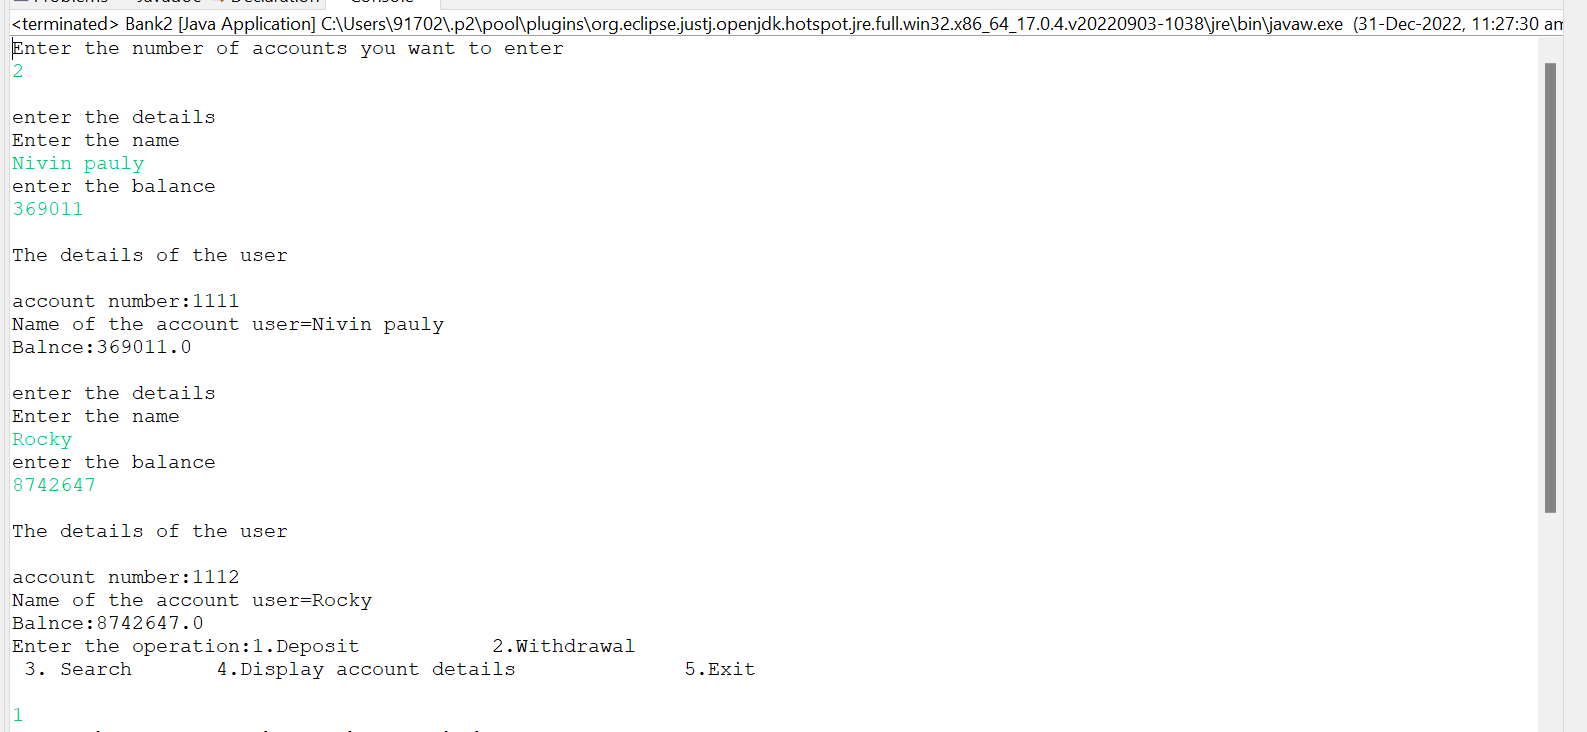 Problems Javadoc Declaration Console
<terminated> Bank2 [Java Application] C:\Users\91702\.p2\pool\plugins\org.eclipse.justj.openjdk.hotspot.jre.full.win32.x86_64_17.0.4.v20220903-1038\jre\bin\javaw.exe (31-Dec-2022, 11:27:30 am
Enter the number of accounts you want to enter
2
enter the details
Enter the name
Nivin pauly
enter the balance
369011
The details of the user
account number:1111
Name of the account user=Nivin pauly
Balnce:369011.0
enter the details
Enter the name
Rocky
enter the balance
8742647
The details of the user
account number:1112
Name of the account user=Rocky
Balnce:8742647.0
Enter the operation:1.Deposit 2.Withdrawal
3. Search 4.Display account details 5.Exit
1